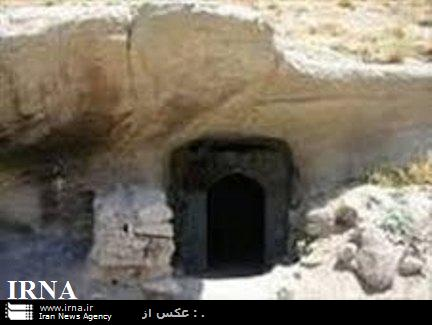 IRNA
www.irna.ir
Iran News Agency
عکس از : .